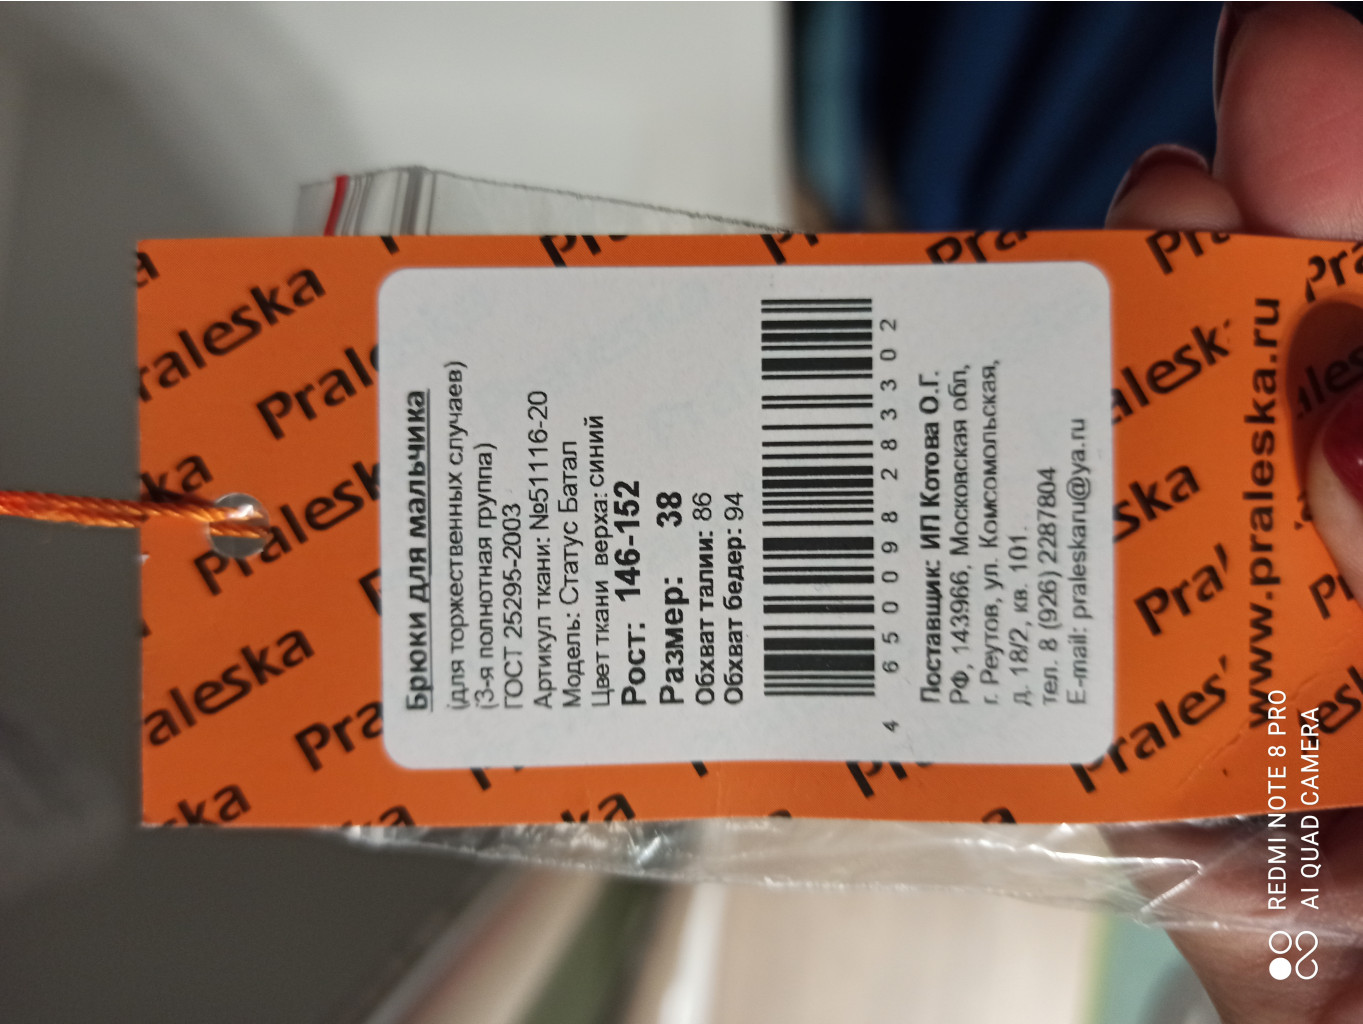 Брюки для мальчика
(для торжественных случаев)
(3-я полнотная группа)
ГОСТ 25295-2003
Артикул ткани: №51116-20
Модель: Статус Батал
Цвет ткани верха: синий
Рост: 146-152
Размер: 38
Обхват талии: 86
Обхват бедер: 94
4 650098 283302
Поставщик: ИП Котова О.Г.
РФ, 143966, Московская обл,
г. Реутов, ул. Комсомольская,
д. 18/2, кв. 101.
тел. 8 (926) 2287804
E-mail: praleskaru@ya.ru
www.praleska.ru
Praleska
REDMI NOTE 8 PRO
AI QUAD CAMERA